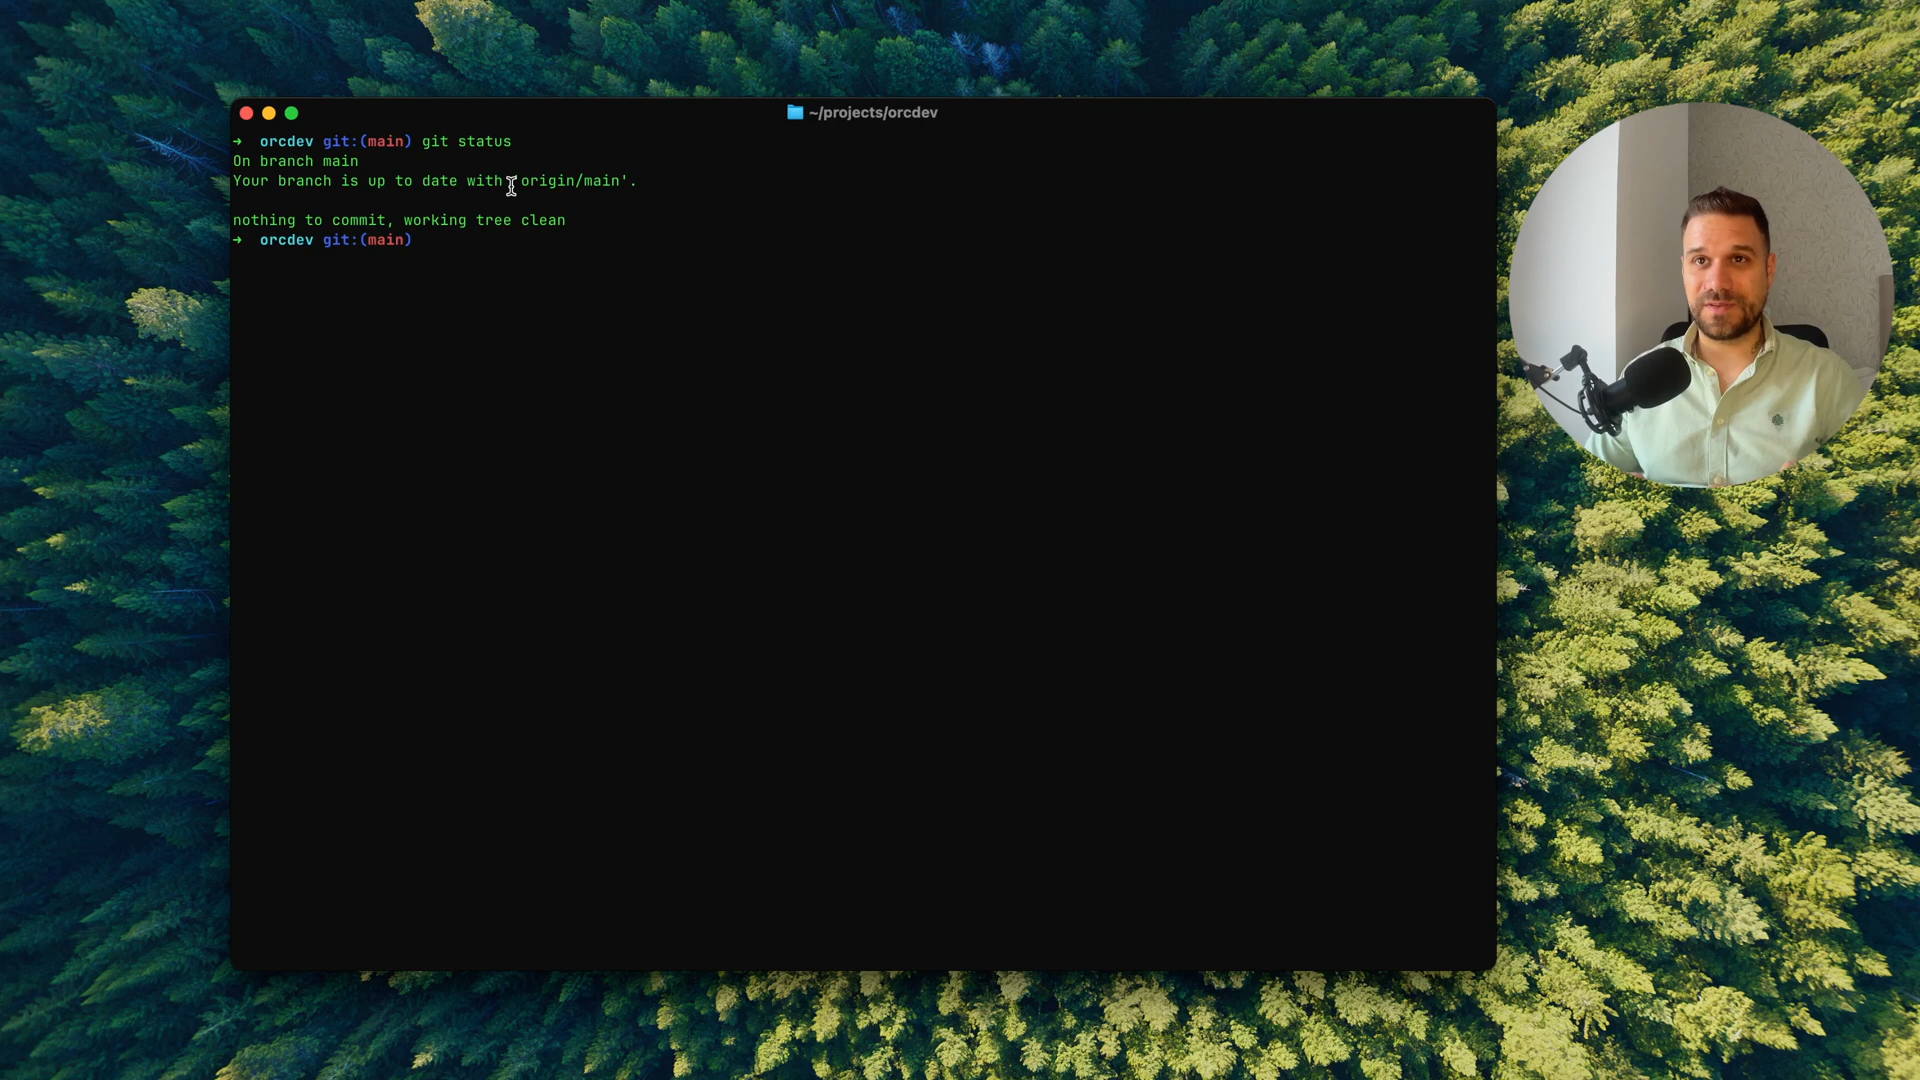 ~/projects/orcdev
➜ orcdev git:(main) git status
On branch main
Your branch is up to date with 'origin/main'.
nothing to commit, working tree clean
➜ orcdev git:(main)